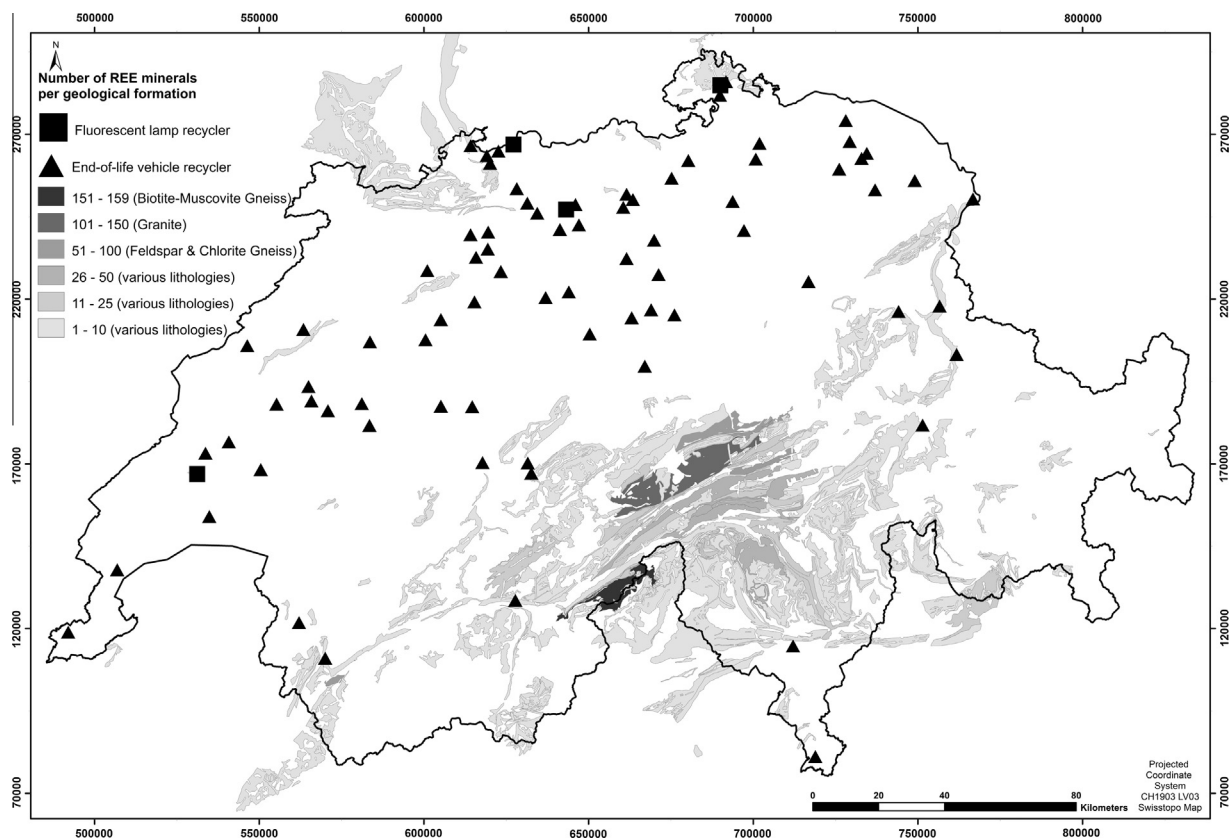 500000 550000 600000 650000 700000 750000 800000
N
Number of REE minerals
per geological formation
Fluorescent lamp recycler
End-of-life vehicle recycler
151 - 159 (Biotite-Muscovite Gneiss)
101 - 150 (Granite)
51 - 100 (Feldspar & Chlorite Gneiss)
26 - 50 (various lithologies)
11 - 25 (various lithologies)
1 - 10 (various lithologies)
270000
220000
170000
120000
70000
270000
220000
170000
120000
70000
Projected
Coordinate
System
CH1903 LV03
Swisstopo Map
0 20 40 80
Kilometers
500000 550000 600000 650000 700000 750000 800000